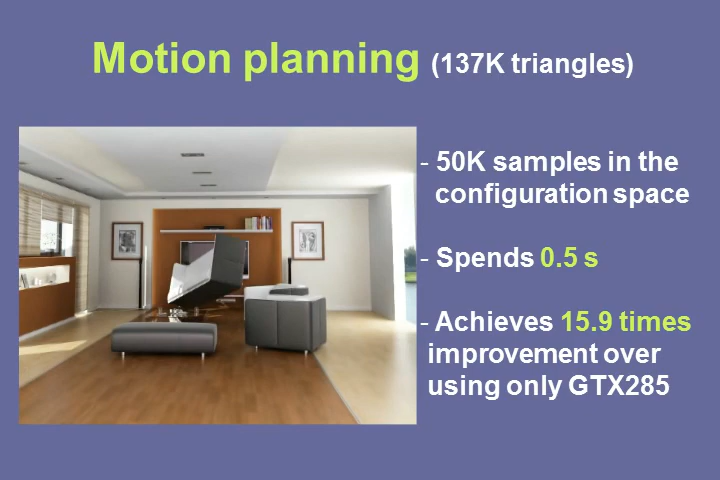 Motion planning (137K triangles)
- 50K samples in the
configuration space
- Spends 0.5 s
- Achieves 15.9 times
improvement over
using only GTX285